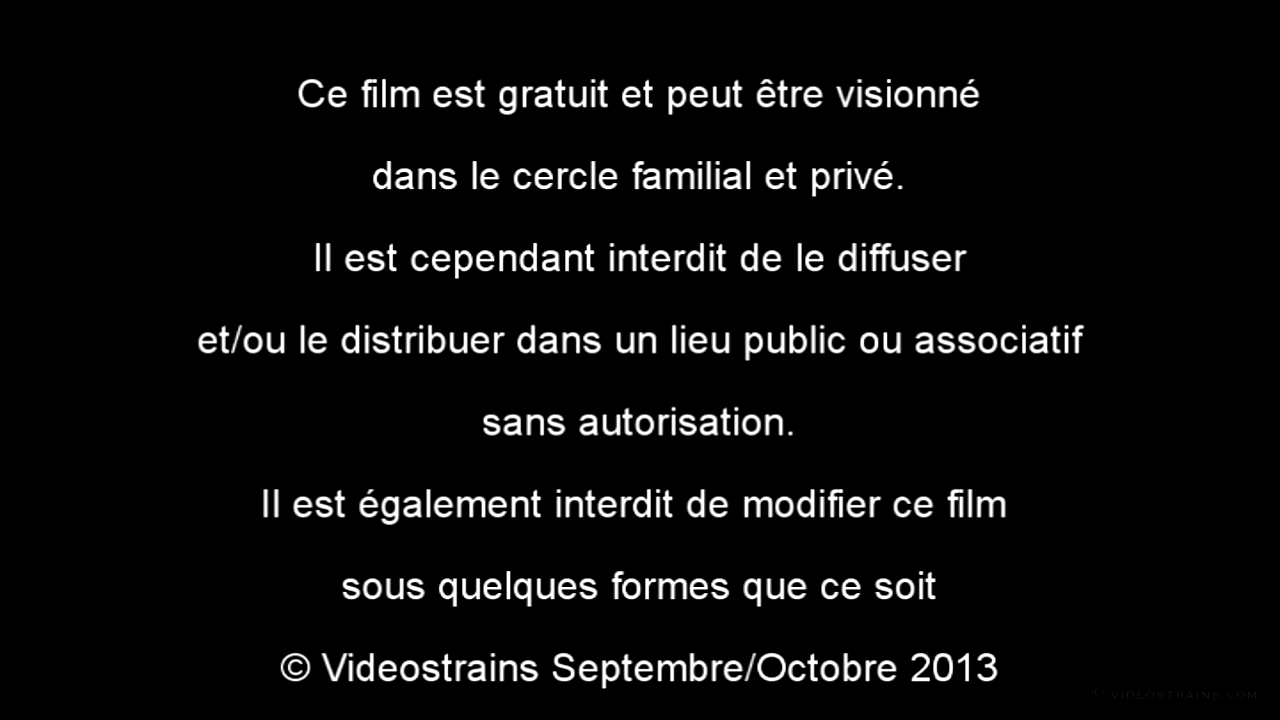 Ce film est gratuit et peut être visionné
dans le cercle familial et privé.
Il est cependant interdit de le diffuser
et/ou le distribuer dans un lieu public ou associatif
sans autorisation.
Il est également interdit de modifier ce film
sous quelques formes que ce soit
© Videostrains Septembre/Octobre 2013
© VIDEOSTRAINS.COM